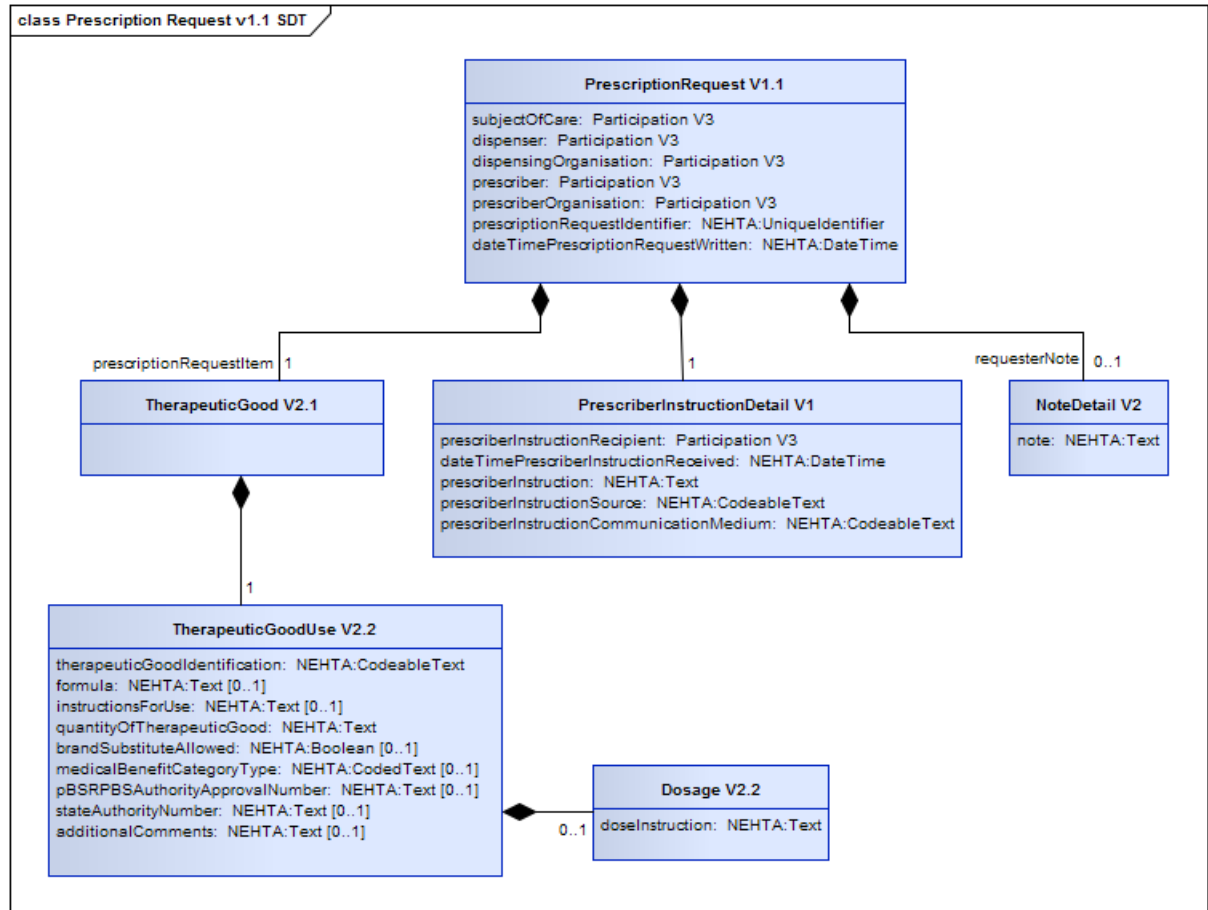 class Prescription Request v1.1 SDT
PrescriptionRequest V1.1
subjectOfCare: Participation V3
dispenser: Participation V3
dispensingOrganisation: Participation V3
prescriber: Participation V3
prescriberOrganisation: Participation V3
prescriptionRequestIdentifier: NEHTA:UniqueIdentifier
dateTimePrescriptionRequestWritten: NEHTA:DateTime
prescriptionRequestItem 1
1
requesterNote 0..1
TherapeuticGood V2.1
PrescriberInstructionDetail V1
prescriberInstructionRecipient: Participation V3
dateTimePrescriberInstructionReceived: NEHTA:DateTime
prescriberInstruction: NEHTA:Text
prescriberInstructionSource: NEHTA:CodeableText
prescriberInstructionCommunicationMedium: NEHTA:CodeableText
NoteDetail V2
note: NEHTA:Text
1
TherapeuticGoodUse V2.2
therapeuticGoodIdentification: NEHTA:CodeableText
formula: NEHTA:Text [0..1]
instructionsForUse: NEHTA:Text [0..1]
quantityOfTherapeuticGood: NEHTA:Text
brandSubstituteAllowed: NEHTA:Boolean [0..1]
medicalBenefitCategoryType: NEHTA:CodedText [0..1]
pBSRPBSAuthorityApprovalNumber: NEHTA:Text [0..1]
stateAuthorityNumber: NEHTA:Text [0..1]
additionalComments: NEHTA:Text [0..1]
0..1
Dosage V2.2
doseInstruction: NEHTA:Text